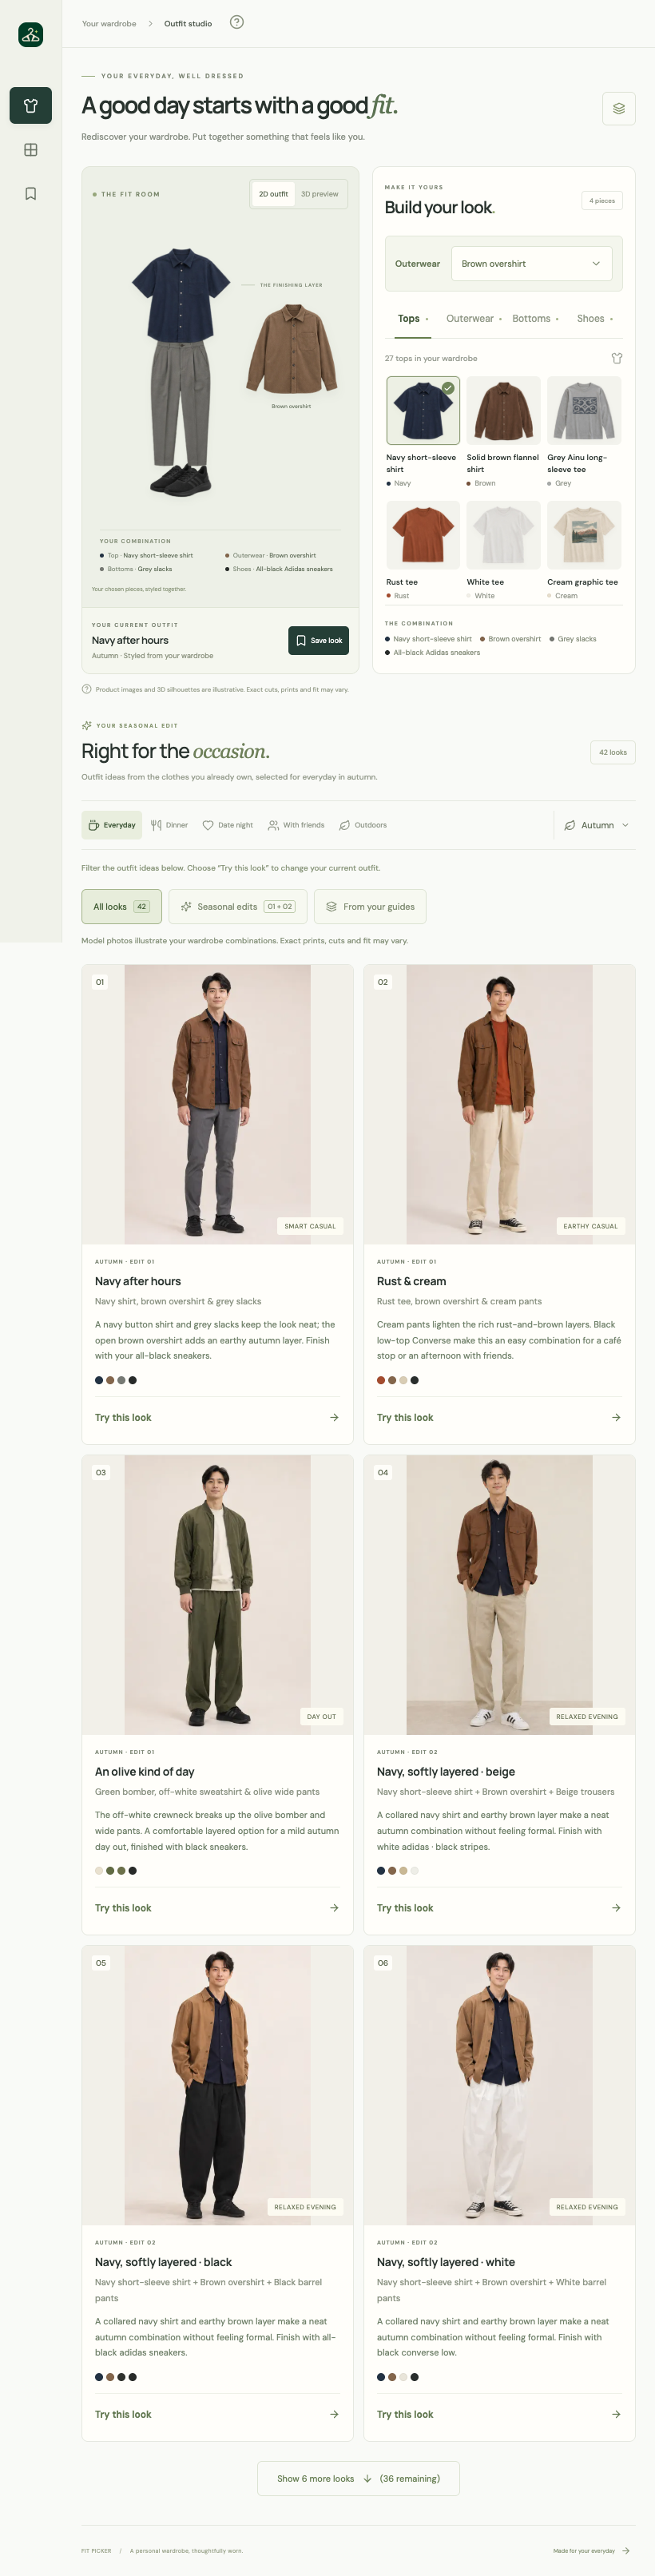 Your wardrobe > Outfit studio
YOUR EVERYDAY, WELL DRESSED
A good day starts with a good fit.
Rediscover your wardrobe. Put together something that feels like you.
THE FIT ROOM
2D outfit 3D preview
THE FINISHING LAYER
Brown overshirt
YOUR COMBINATION
Top · Navy short-sleeve shirt
Outerwear · Brown overshirt
Bottoms · Grey slacks
Shoes · All-black Adidas sneakers
Your chosen pieces, styled together.
YOUR CURRENT OUTFIT
Navy after hours
Autumn · Styled from your wardrobe
Save look
MAKE IT YOURS
Build your look.
4 pieces
Outerwear Brown overshirt
Tops Outerwear Bottoms Shoes
27 tops in your wardrobe
Navy short-sleeve
shirt
Navy
Solid brown flannel
shirt
Brown
Grey Ainu long-
sleeve tee
Grey
Rust tee
Rust
White tee
White
Cream graphic tee
Cream
THE COMBINATION
Navy short-sleeve shirt Brown overshirt Grey slacks
All-black Adidas sneakers
Product images and 3D silhouettes are illustrative. Exact cuts, prints and fit may vary.
YOUR SEASONAL EDIT
Right for the occasion.
42 looks
Outfit ideas from the clothes you already own, selected for everyday in autumn.
Everyday Dinner Date night With friends Outdoors
Autumn
Filter the outfit ideas below. Choose "Try this look" to change your current outfit.
All looks 42
Seasonal edits 01 + 02
From your guides
Model photos illustrate your wardrobe combinations. Exact prints, cuts and fit may vary.
01
SMART CASUAL
AUTUMN · EDIT 01
Navy after hours
Navy shirt, brown overshirt & grey slacks
A navy button shirt and grey slacks keep the look neat; the
open brown overshirt adds an earthy autumn layer. Finish
with your all-black sneakers.
Try this look
02
EARTHY CASUAL
AUTUMN · EDIT 01
Rust & cream
Rust tee, brown overshirt & cream pants
Cream pants lighten the rich rust-and-brown layers. Black
low-top Converse make this an easy combination for a café
stop or an afternoon with friends.
Try this look
03
DAY OUT
AUTUMN · EDIT 01
An olive kind of day
Green bomber, off-white sweatshirt & olive wide pants
The off-white crewneck breaks up the olive bomber and
wide pants. A comfortable layered option for a mild autumn
day out, finished with black sneakers.
Try this look
04
RELAXED EVENING
AUTUMN · EDIT 02
Navy, softly layered · beige
Navy short-sleeve shirt + Brown overshirt + Beige trousers
A collared navy shirt and earthy brown layer make a neat
autumn combination without feeling formal. Finish with
white adidas · black stripes.
Try this look
05
RELAXED EVENING
AUTUMN · EDIT 02
Navy, softly layered · black
Navy short-sleeve shirt + Brown overshirt + Black barrel
pants
A collared navy shirt and earthy brown layer make a neat
autumn combination without feeling formal. Finish with all-
black adidas sneakers.
Try this look
06
RELAXED EVENING
AUTUMN · EDIT 02
Navy, softly layered · white
Navy short-sleeve shirt + Brown overshirt + White barrel
pants
A collared navy shirt and earthy brown layer make a neat
autumn combination without feeling formal. Finish with
black converse low.
Try this look
Show 6 more looks (36 remaining)
FIT PICKER / A personal wardrobe, thoughtfully worn.
Made for your everyday